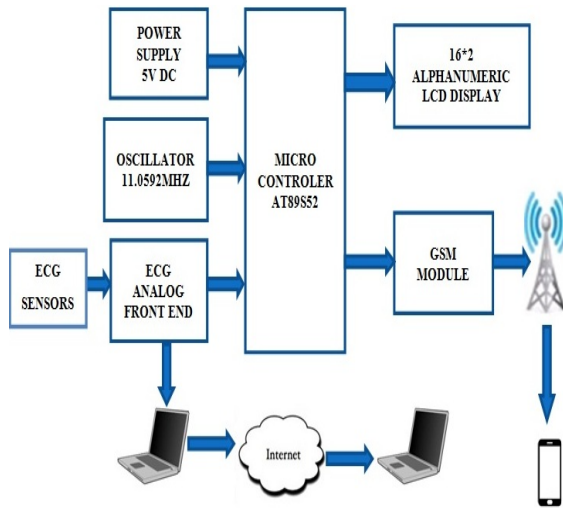 POWER
SUPPLY
5V DC
16*2
ALPHANUMERIC
LCD DISPLAY
OSCILLATOR
11.0592MHZ
MICRO
CONTROLER
AT89S52
ECG
SENSORS
ECG
ANALOG
FRONT END
GSM
MODULE
Internet